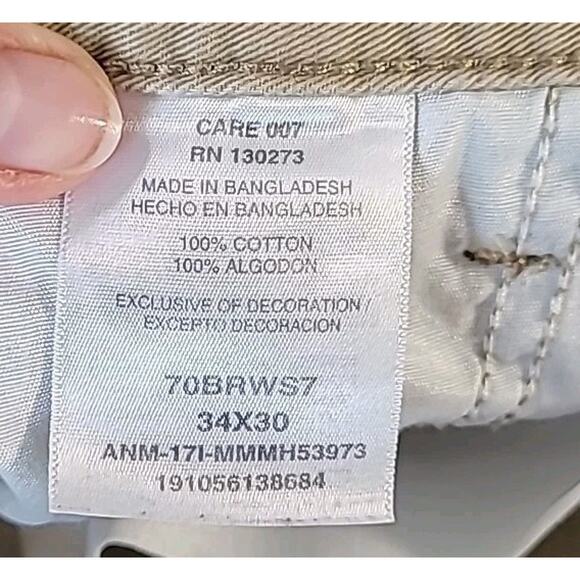 CARE 007
RN 130273
MADE IN BANGLADESH
HECHO EN BANGLADESH
100% COTTON
100% ALGODON
EXCLUSIVE OF DECORATION/
EXCEPTO DECORACION
70BRWS7
34X30
ANM-17I-MMMH53973
191056138684